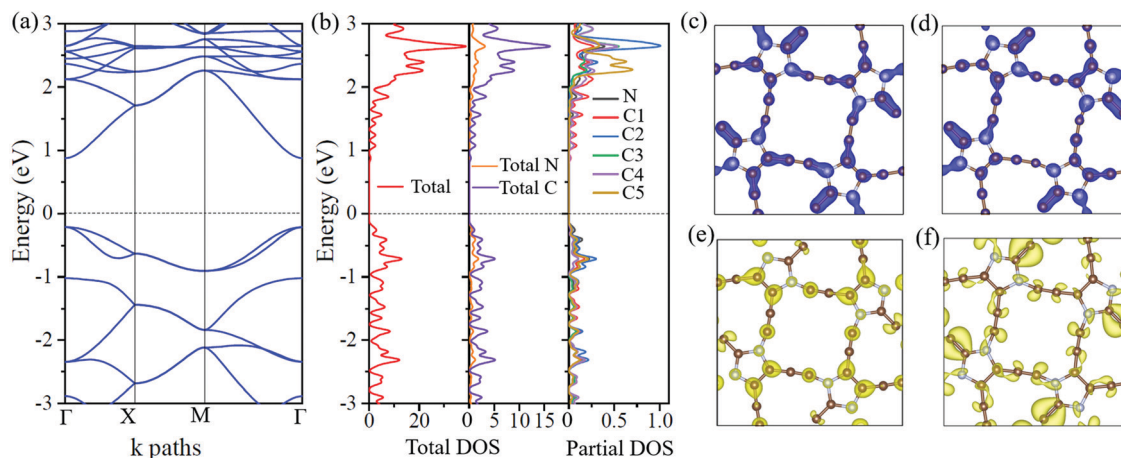 (a)
Energy (eV)
3
2
1
0
-1
-2
-3
Γ X M Γ
k paths
(b)
Energy (eV)
3
2
1
0
-1
-2
-3
Total
Total N
Total C
N
C1
C2
C3
C4
C5
0 20
0 5 10 15
0 0.5 1.0
Total DOS
Partial DOS
(c)
(d)
(e)
(f)